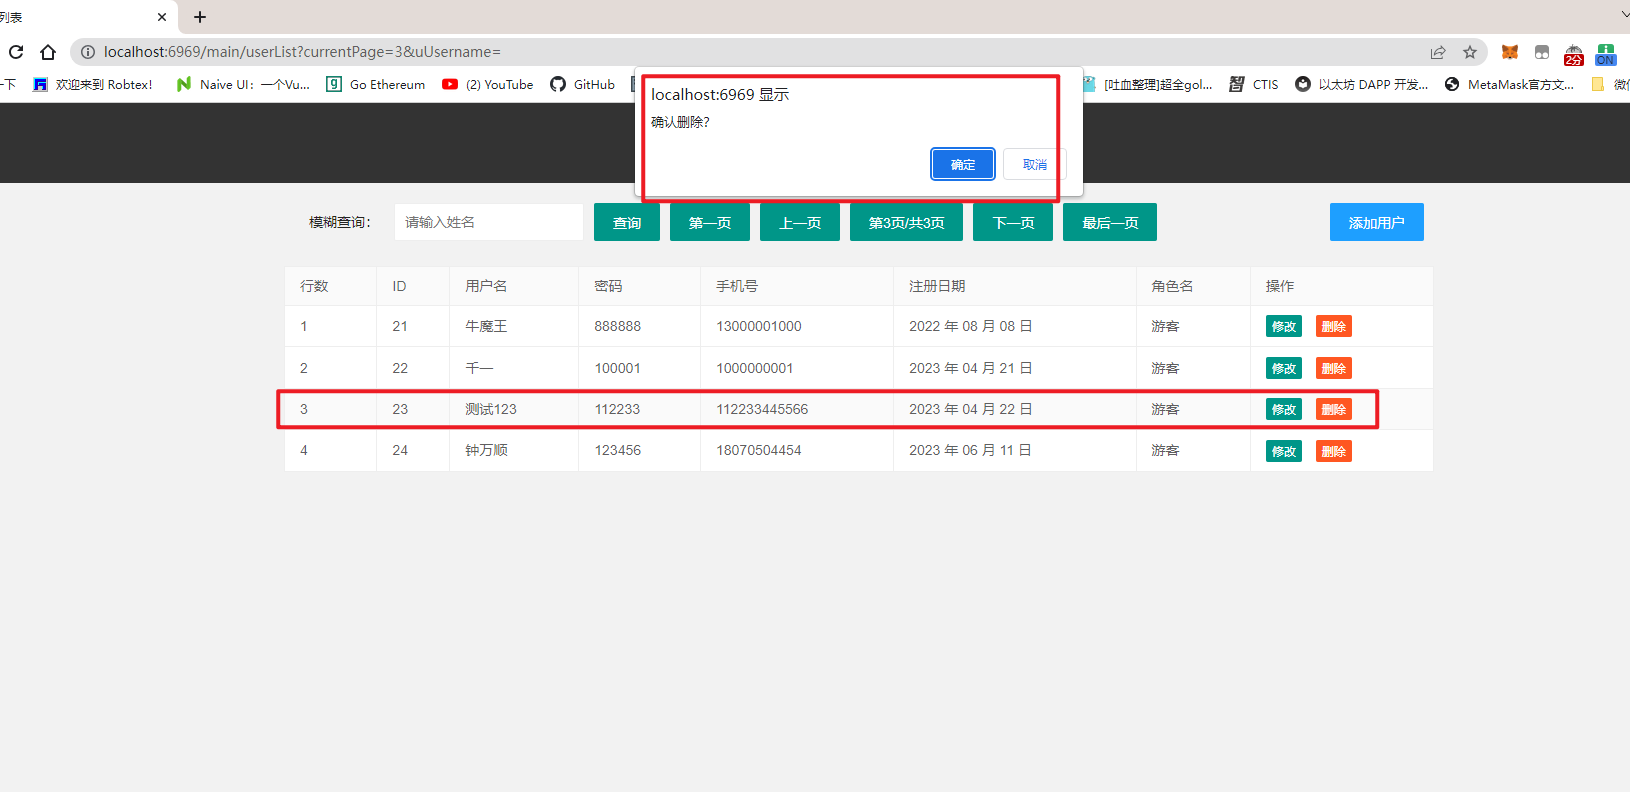 列表
localhost:6969/main/userList?currentPage=3&uUsername=
2分
ON
一下 欢迎来到 Robtex! Naive UI：一个Vu... Go Ethereum (2) YouTube GitHub [吐血整理]超全gol... CTIS 以太坊 DAPP 开发... MetaMask官方文... 微信
localhost:6969 显示
确认删除？
确定 取消
模糊查询： 请输入姓名 查询 第一页 上一页 第3页/共3页 下一页 最后一页 添加用户
行数 ID 用户名 密码 手机号 注册日期 角色名 操作
1 21 牛魔王 888888 13000001000 2022 年 08 月 08 日 游客 修改 删除
2 22 千一 100001 1000000001 2023 年 04 月 21 日 游客 修改 删除
3 23 测试123 112233 112233445566 2023 年 04 月 22 日 游客 修改 删除
4 24 钟万顺 123456 18070504454 2023 年 06 月 11 日 游客 修改 删除